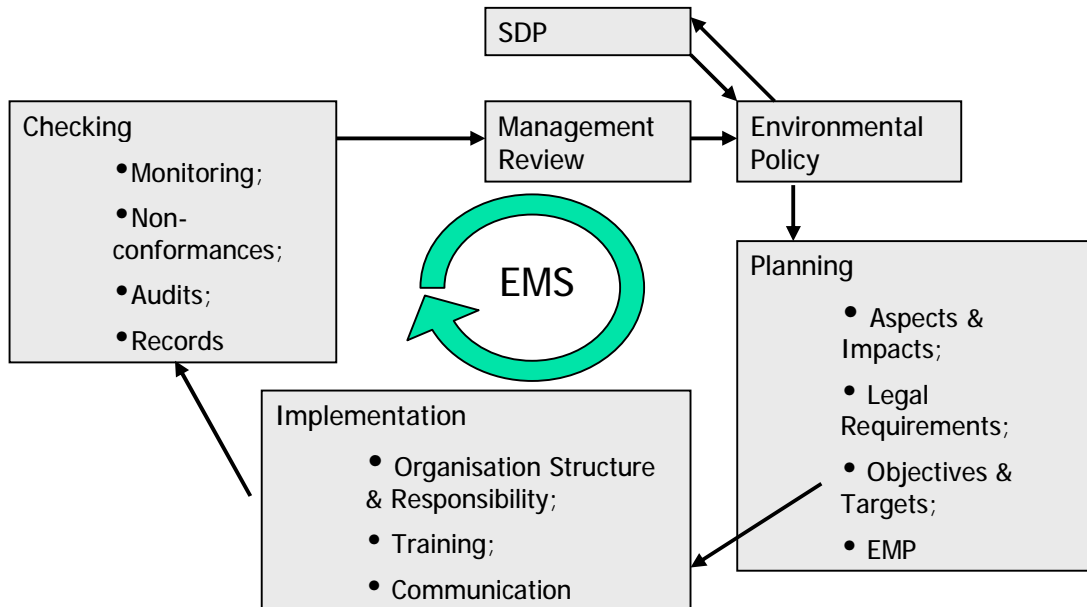 SDP
Checking
•Monitoring;
•Non-
conformances;
•Audits;
•Records
Management
Review
Environmental
Policy
EMS
Planning
• Aspects &
Impacts;
• Legal
Requirements;
• Objectives &
Targets;
• EMP
Implementation
• Organisation Structure
& Responsibility;
• Training;
• Communication